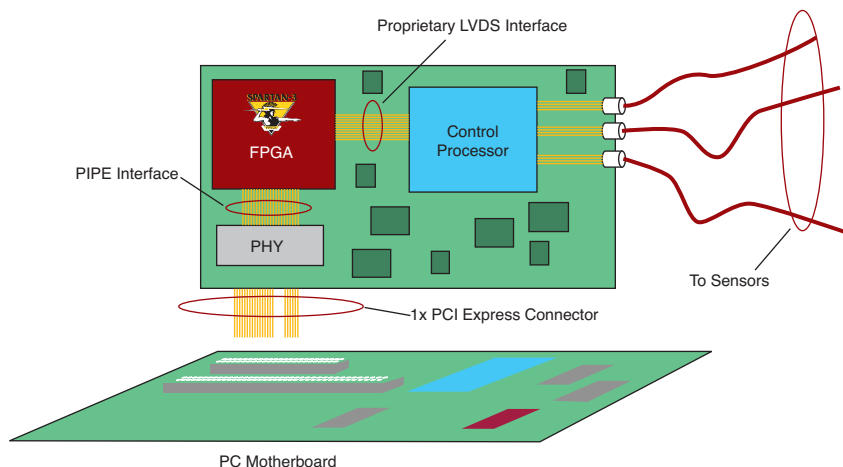 Proprietary LVDS Interface
SPARTAN-3
FPGA
Control
Processor
PIPE Interface
PHY
To Sensors
1x PCI Express Connector
PC Motherboard